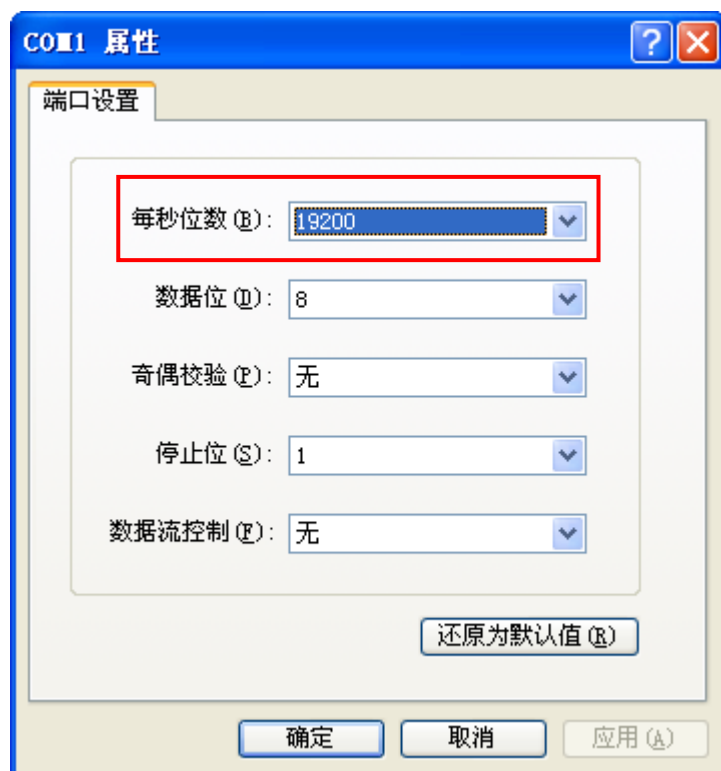 COM1 属性
端口设置
每秒位数(B): 19200
数据位(D): 8
奇偶校验(P): 无
停止位(S): 1
数据流控制(F): 无
还原为默认值(R)
确定 取消 应用(A)